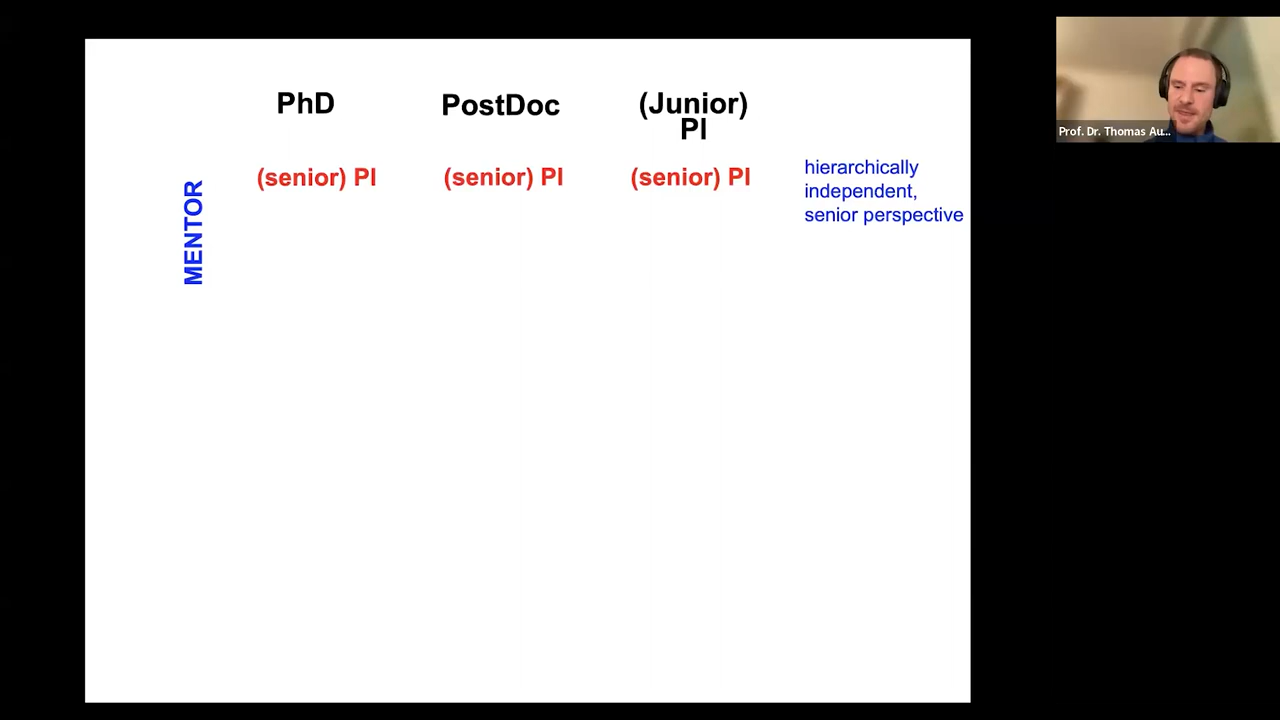 PhD
PostDoc
(Junior)
PI
MENTOR
(senior) PI
(senior) PI
(senior) PI
hierarchically
independent,
senior perspective
Prof. Dr. Thomas Au...